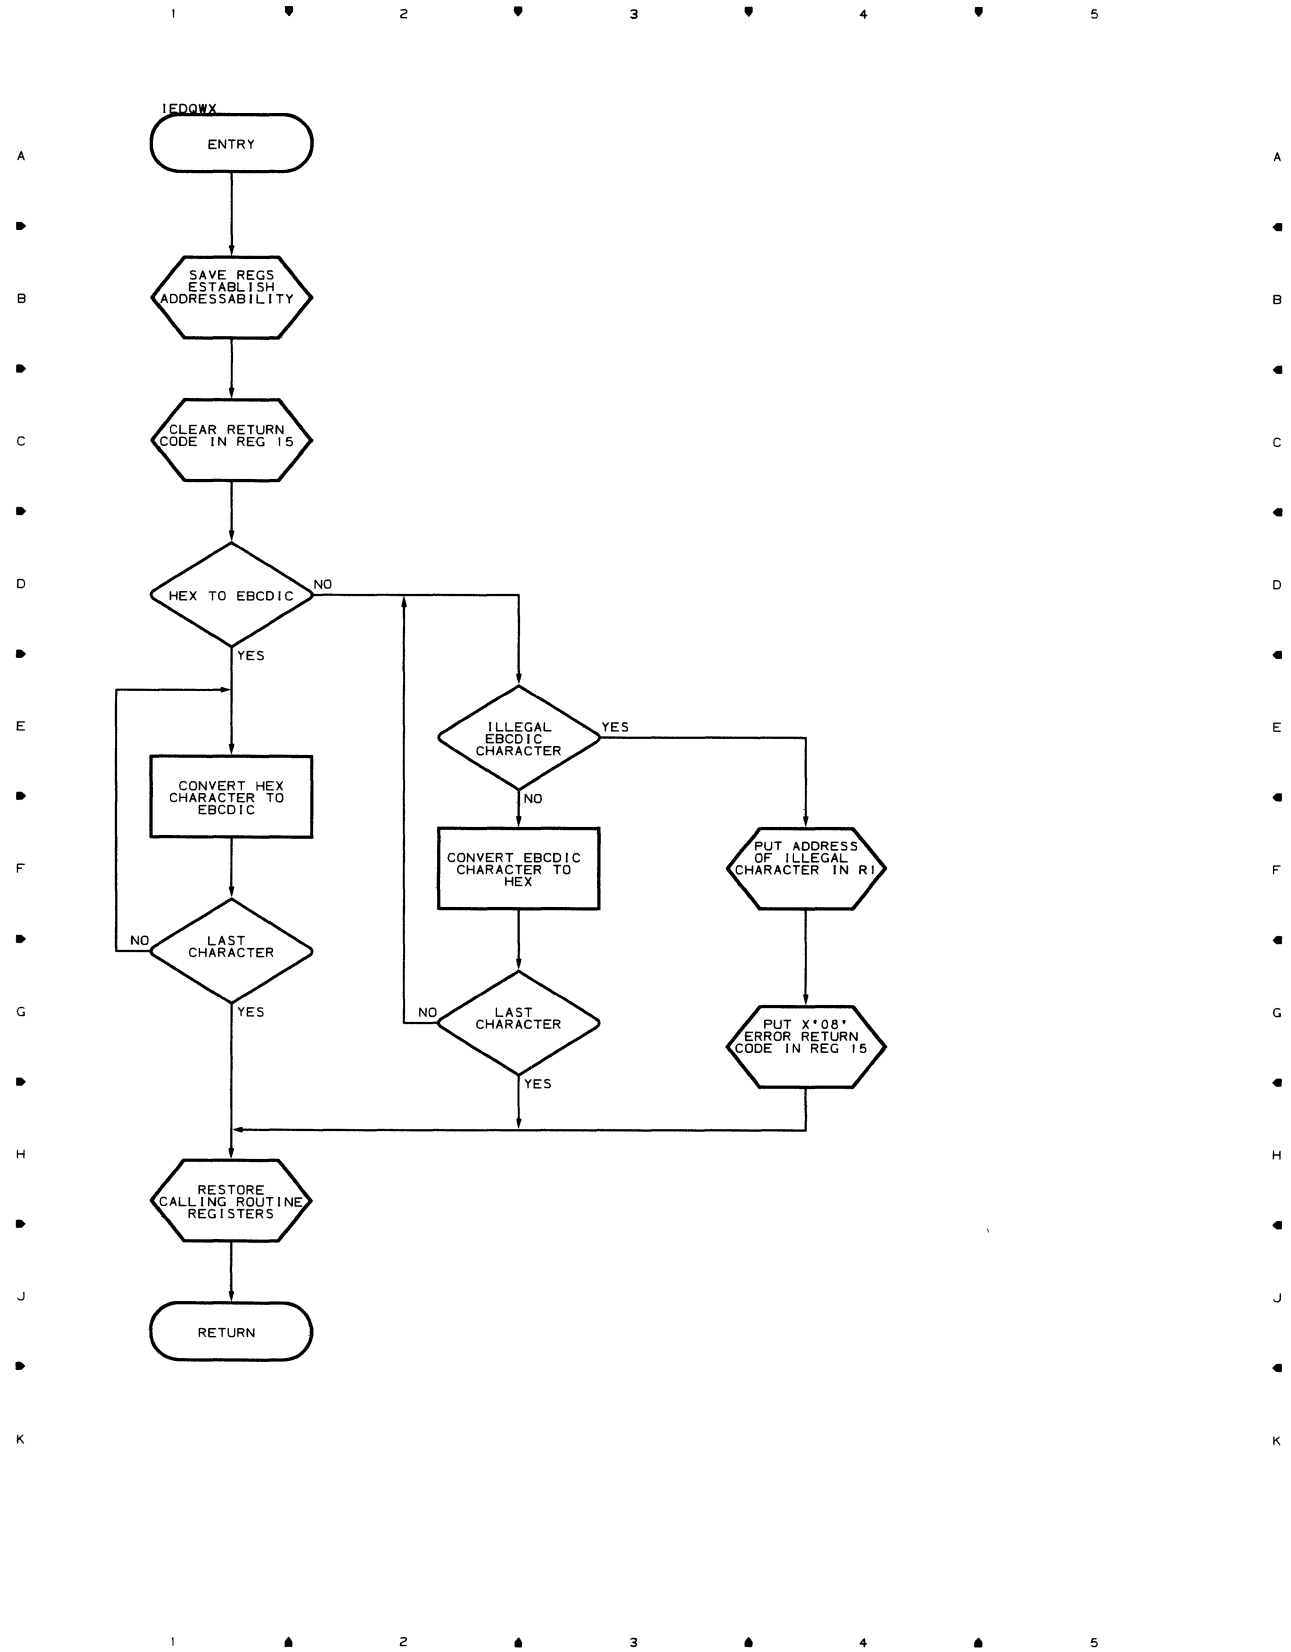 1 2 3 4 5
IEDQWX
ENTRY
A A
SAVE REGS
ESTABLISH
ADDRESSABILITY
B B
CLEAR RETURN
CODE IN REG 15
C C
HEX TO EBCDIC
NO
D D
YES
ILLEGAL
EBCDIC
CHARACTER
YES
E E
NO
CONVERT HEX
CHARACTER TO
EBCDIC
CONVERT EBCDIC
CHARACTER TO
HEX
PUT ADDRESS
OF ILLEGAL
CHARACTER IN R1
F F
NO
LAST
CHARACTER
YES
NO
LAST
CHARACTER
PUT X'08'
ERROR RETURN
CODE IN REG 15
G G
YES
H H
RESTORE
CALLING ROUTINE
REGISTERS
J J
RETURN
K K
1 2 3 4 5